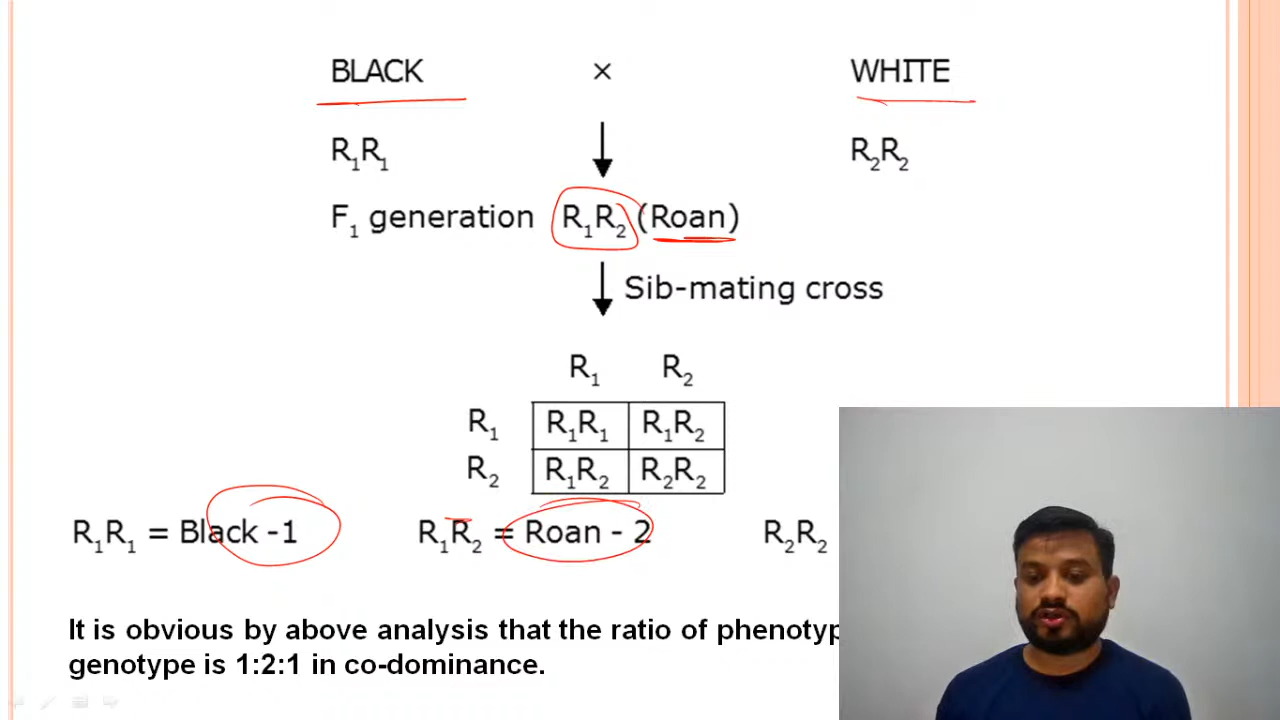 BLACK × WHITE
R₁R₁ R₂R₂
F₁ generation R₁R₂ (Roan)
Sib-mating cross
R₁ R₂
R₁ R₁R₁ R₁R₂
R₂ R₁R₂ R₂R₂
R₁R₁ = Black -1 R₁R₂ = Roan - 2 R₂R₂
It is obvious by above analysis that the ratio of
genotype is 1:2:1 in co-dominance.